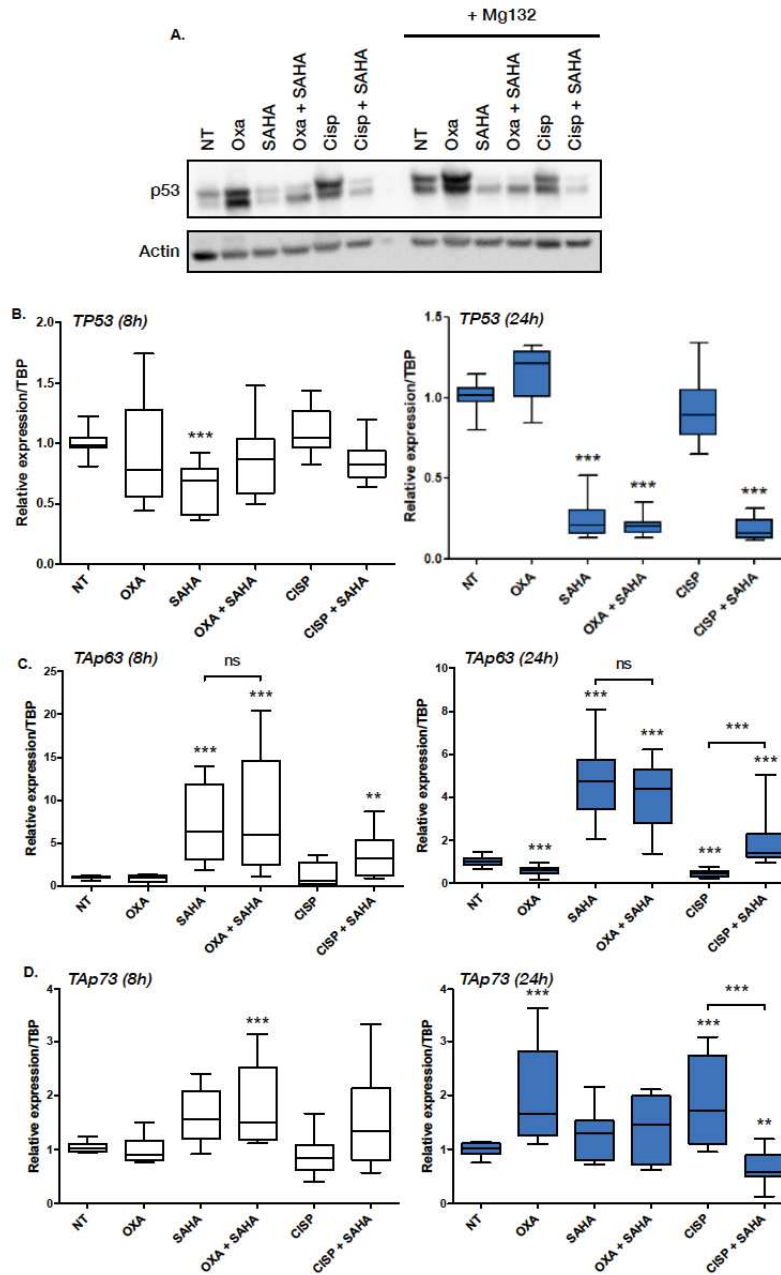 + Mg132
A.
NT Oxa SAHA Oxa + SAHA Cisp Cisp + SAHA NT Oxa SAHA Oxa + SAHA Cisp Cisp + SAHA
p53
Actin
B.
TP53 (8h)
Relative expression/TBP
2.0
1.5
1.0
0.5
0.0
***
NT OXA SAHA OXA + SAHA CISP CISP + SAHA
TP53 (24h)
Relative expression/TBP
1.5
1.0
0.5
0.0
*** *** ***
NT OXA SAHA OXA + SAHA CISP CISP + SAHA
C.
TAp63 (8h)
Relative expression/TBP
25
20
15
10
5
0
ns
*** *** **
NT OXA SAHA OXA + SAHA CISP CISP + SAHA
TAp63 (24h)
Relative expression/TBP
10
8
6
4
2
0
ns
***
*** *** *** *** ***
NT OXA SAHA OXA + SAHA CISP CISP + SAHA
D.
TAp73 (8h)
Relative expression/TBP
4
3
2
1
0
***
NT OXA SAHA OXA + SAHA CISP CISP + SAHA
TAp73 (24h)
Relative expression/TBP
4
3
2
1
0
***
*** *** **
NT OXA SAHA OXA + SAHA CISP CISP + SAHA